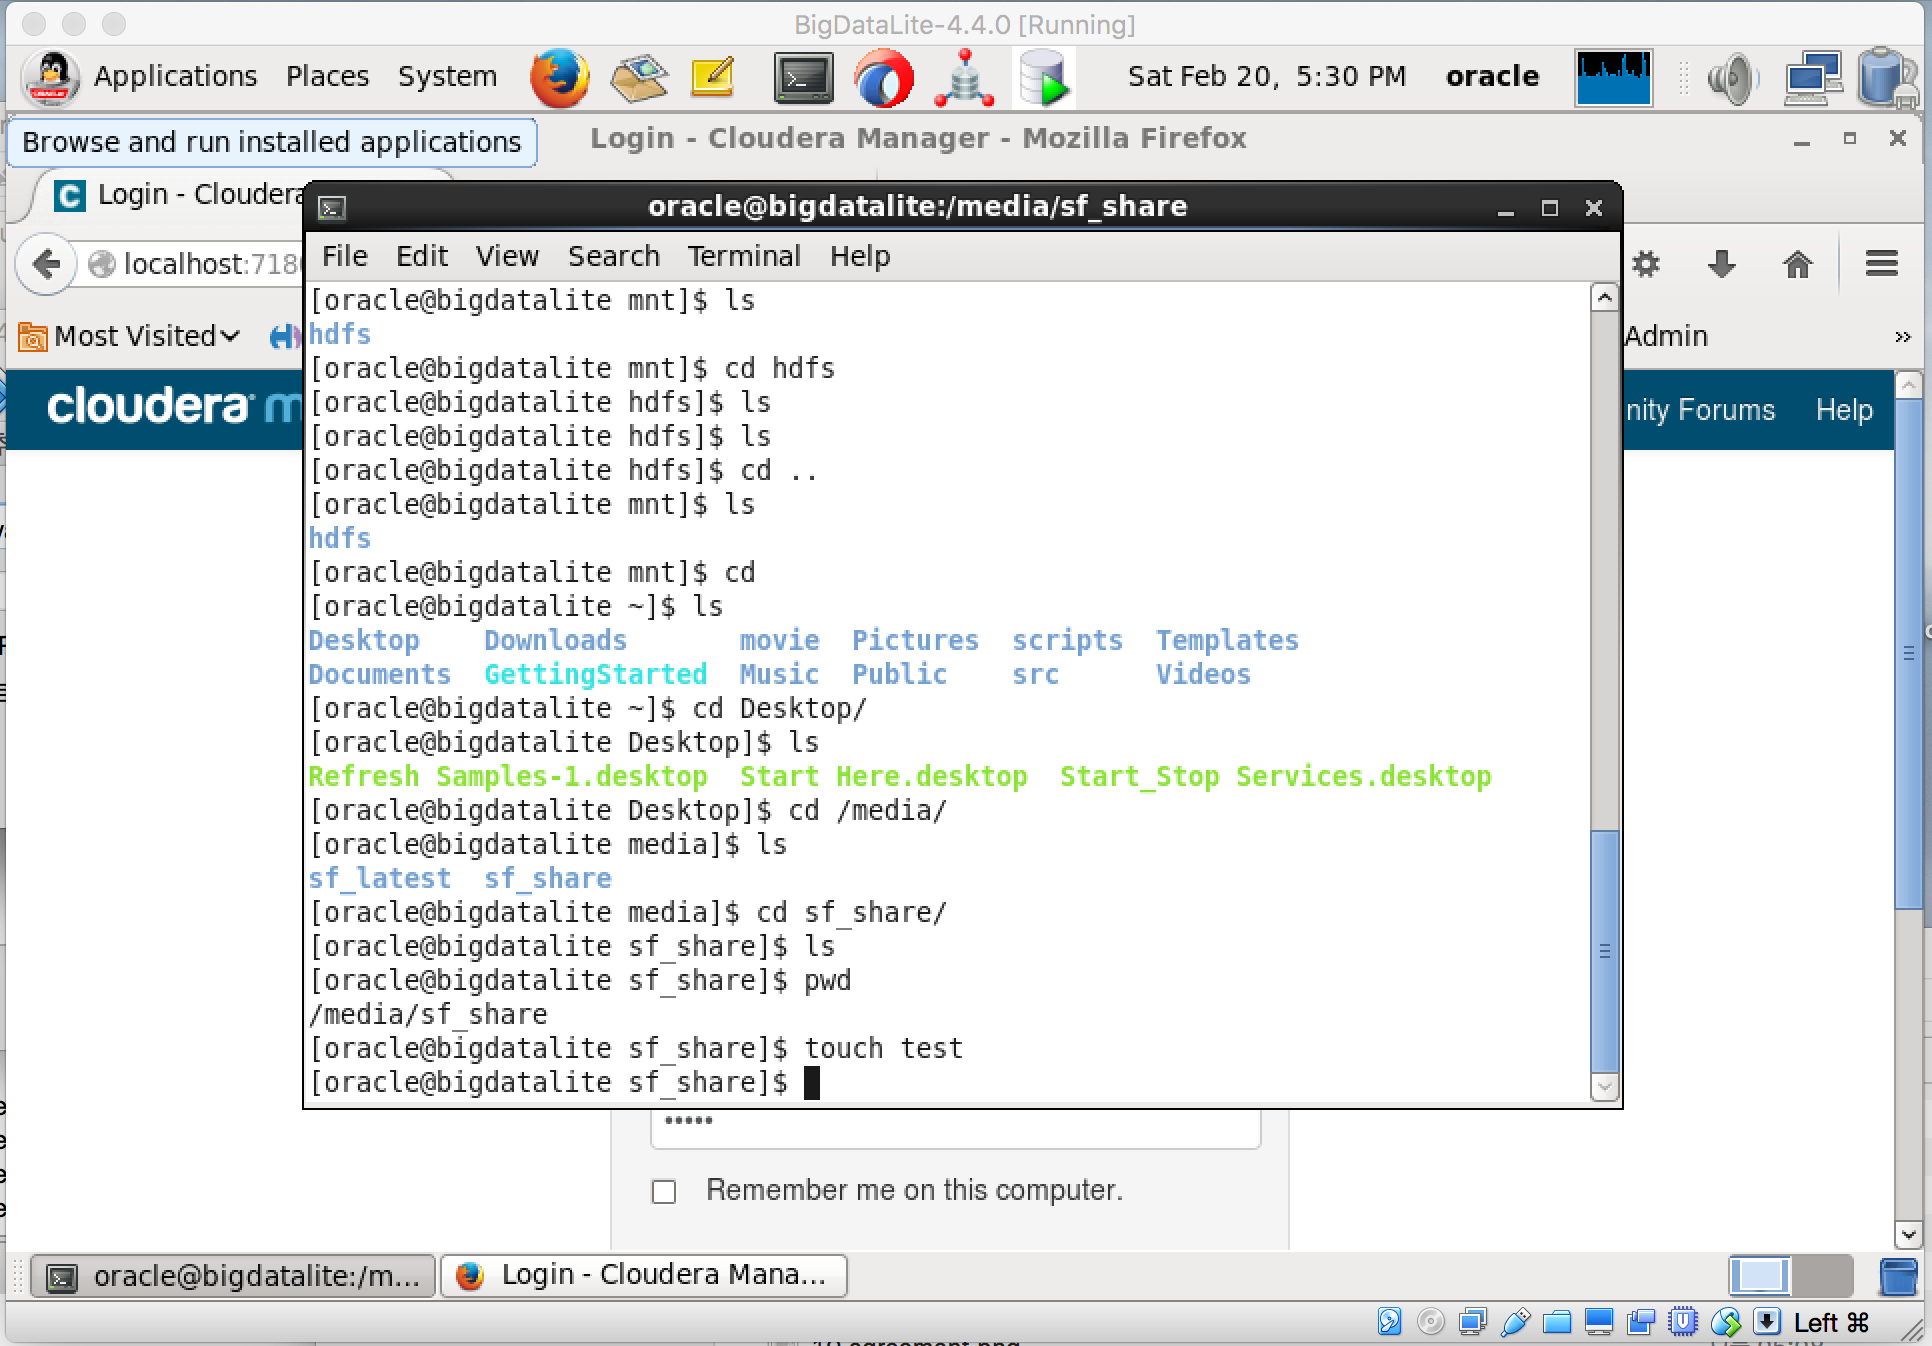 BigDataLite-4.4.0 [Running]
Applications Places System Sat Feb 20, 5:30 PM oracle
Browse and run installed applications
Login - Cloudera Manager - Mozilla Firefox
Login - Cloudera
oracle@bigdatalite:/media/sf_share
File Edit View Search Terminal Help
localhost:718
Most Visited
Admin
»
cloudera m
nity Forums Help
[oracle@bigdatalite mnt]$ ls
hdfs
[oracle@bigdatalite mnt]$ cd hdfs
[oracle@bigdatalite hdfs]$ ls
[oracle@bigdatalite hdfs]$ ls
[oracle@bigdatalite hdfs]$ cd ..
[oracle@bigdatalite mnt]$ ls
hdfs
[oracle@bigdatalite mnt]$ cd
[oracle@bigdatalite ~]$ ls
Desktop Downloads movie Pictures scripts Templates
Documents GettingStarted Music Public src Videos
[oracle@bigdatalite ~]$ cd Desktop/
[oracle@bigdatalite Desktop]$ ls
Refresh Samples-1.desktop Start Here.desktop Start_Stop Services.desktop
[oracle@bigdatalite Desktop]$ cd /media/
[oracle@bigdatalite media]$ ls
sf_latest sf_share
[oracle@bigdatalite media]$ cd sf_share/
[oracle@bigdatalite sf_share]$ ls
[oracle@bigdatalite sf_share]$ pwd
/media/sf_share
[oracle@bigdatalite sf_share]$ touch test
[oracle@bigdatalite sf_share]$
•••••
Remember me on this computer.
oracle@bigdatalite:/m... Login - Cloudera Mana...
Left ⌘